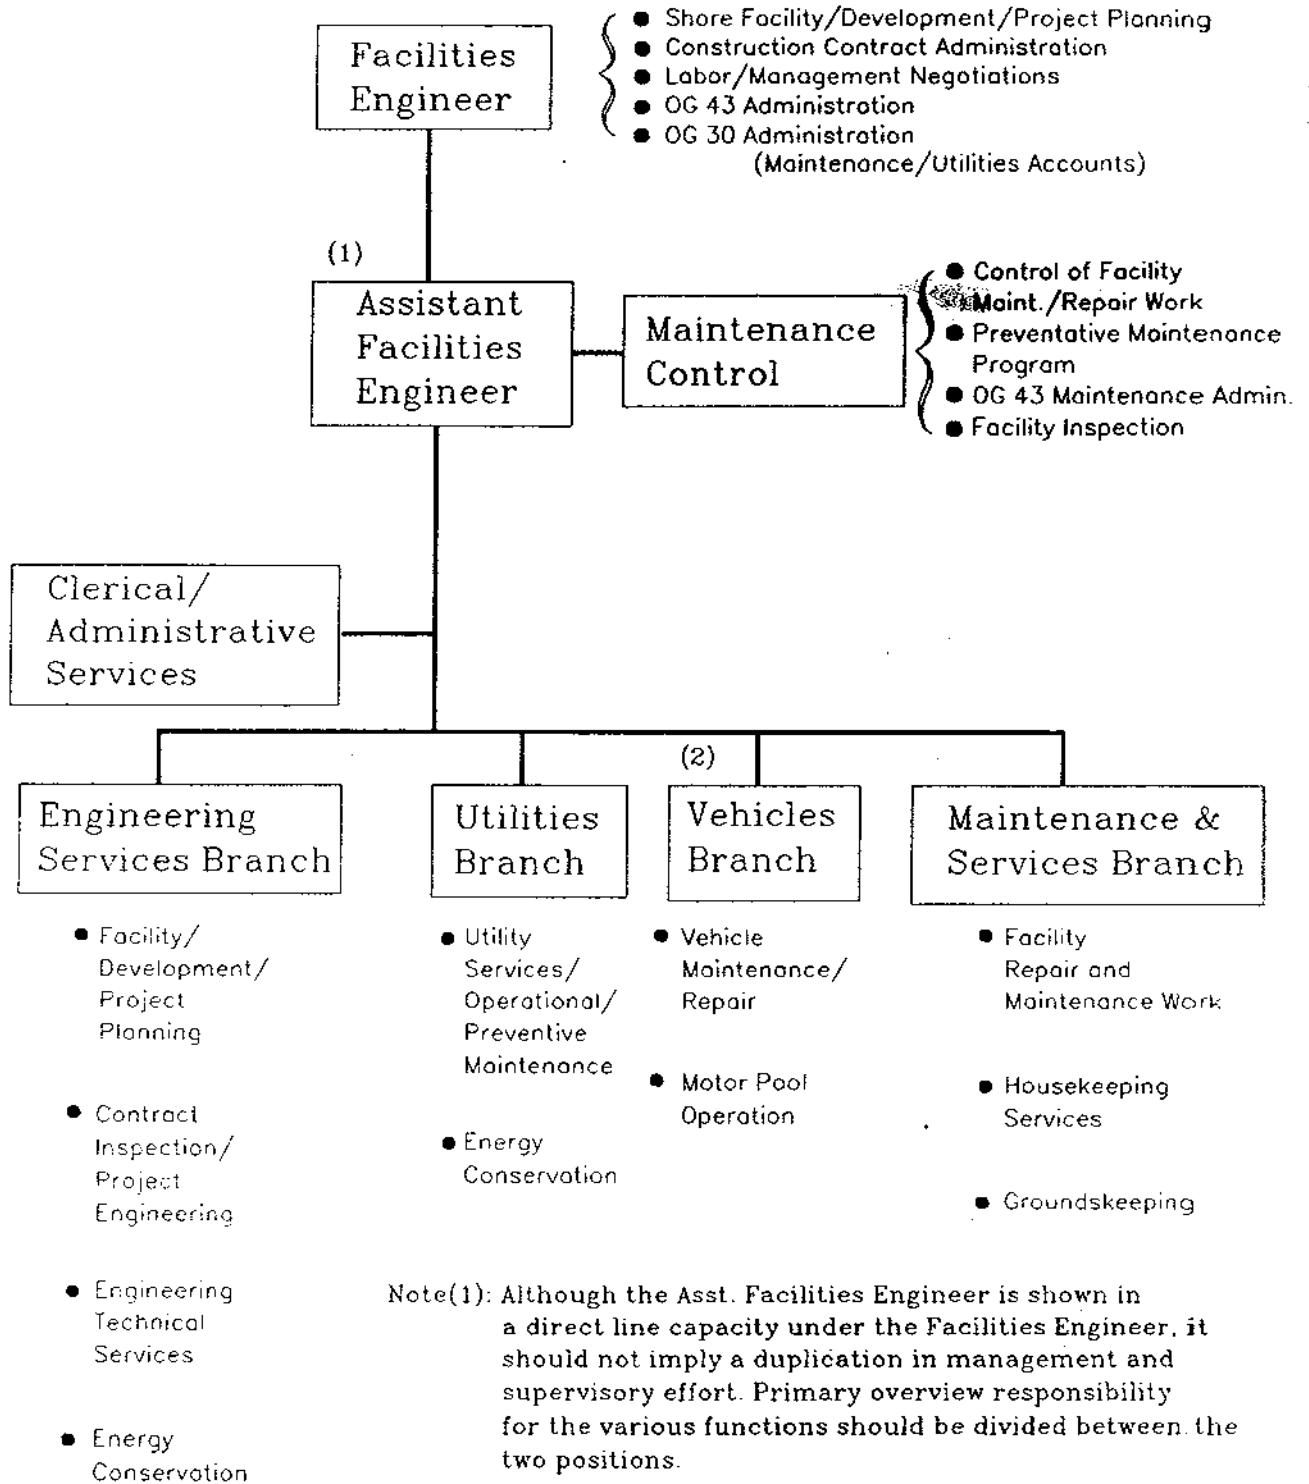 Facilities
Engineer
● Shore Facility/Development/Project Planning
● Construction Contract Administration
● Labor/Management Negotiations
● OG 43 Administration
● OG 30 Administration
(Maintenance/Utilities Accounts)
(1)
Assistant
Facilities
Engineer
Maintenance
Control
● Control of Facility
Maint./Repair Work
● Preventative Maintenance
Program
● OG 43 Maintenance Admin.
● Facility Inspection
Clerical/
Administrative
Services
Engineering
Services Branch
Utilities
Branch
(2)
Vehicles
Branch
Maintenance &
Services Branch
● Facility/
Development/
Project
Planning
● Contract
Inspection/
Project
Engineering
● Engineering
Technical
Services
● Energy
Conservation
● Utility
Services/
Operational/
Preventive
Maintenance
● Energy
Conservation
● Vehicle
Maintenance/
Repair
● Motor Pool
Operation
● Facility
Repair and
Maintenance Work
● Housekeeping
Services
● Groundskeeping
Note(1): Although the Asst. Facilities Engineer is shown in
a direct line capacity under the Facilities Engineer, it
should not imply a duplication in management and
supervisory effort. Primary overview responsibility
for the various functions should be divided between the
two positions.